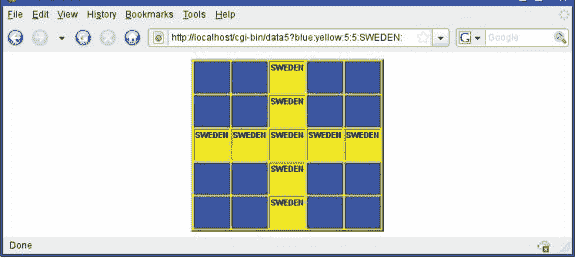 File Edit View History Bookmarks Tools Help
http://localhost/cgi-bin/data5?blue:yellow:5:5:SWEDEN: G Google
SWEDEN
SWEDEN
SWEDEN SWEDEN SWEDEN SWEDEN SWEDEN
SWEDEN
SWEDEN
Done